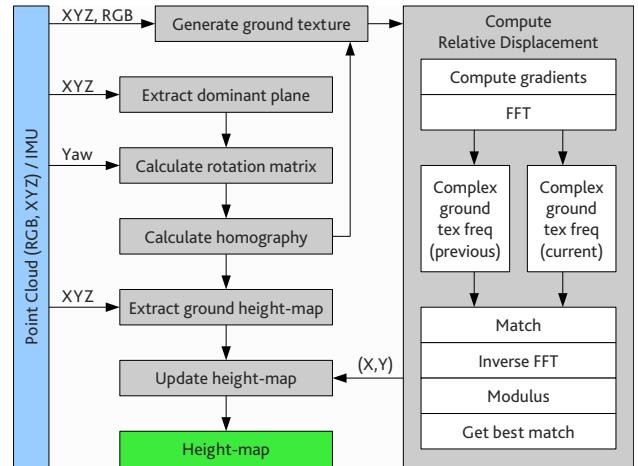 Point Cloud (RGB, XYZ) / IMU
XYZ, RGB
Generate ground texture
XYZ
Extract dominant plane
Yaw
Calculate rotation matrix
Calculate homography
XYZ
Extract ground height-map
Update height-map
(X,Y)
Height-map
Compute
Relative Displacement
Compute gradients
FFT
Complex
ground
tex freq
(previous)
Complex
ground
tex freq
(current)
Match
Inverse FFT
Modulus
Get best match